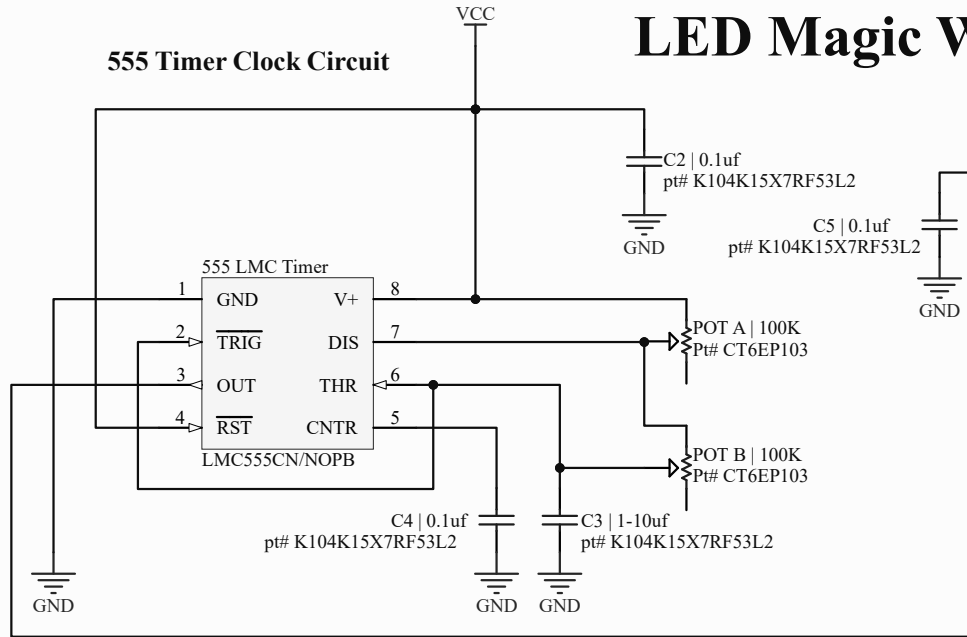 VCC
LED Magic W
555 Timer Clock Circuit
C2 | 0.1uf
pt# K104K15X7RF53L2
GND
C5 | 0.1uf
pt# K104K15X7RF53L2
GND
555 LMC Timer
1 GND V+ 8
2 TRIG DIS 7
3 OUT THR 6
4 RST CNTR 5
LMC555CN/NOPB
POT A | 100K
Pt# CT6EP103
POT B | 100K
Pt# CT6EP103
C4 | 0.1uf
pt# K104K15X7RF53L2
C3 | 1-10uf
pt# K104K15X7RF53L2
GND
GND
GND